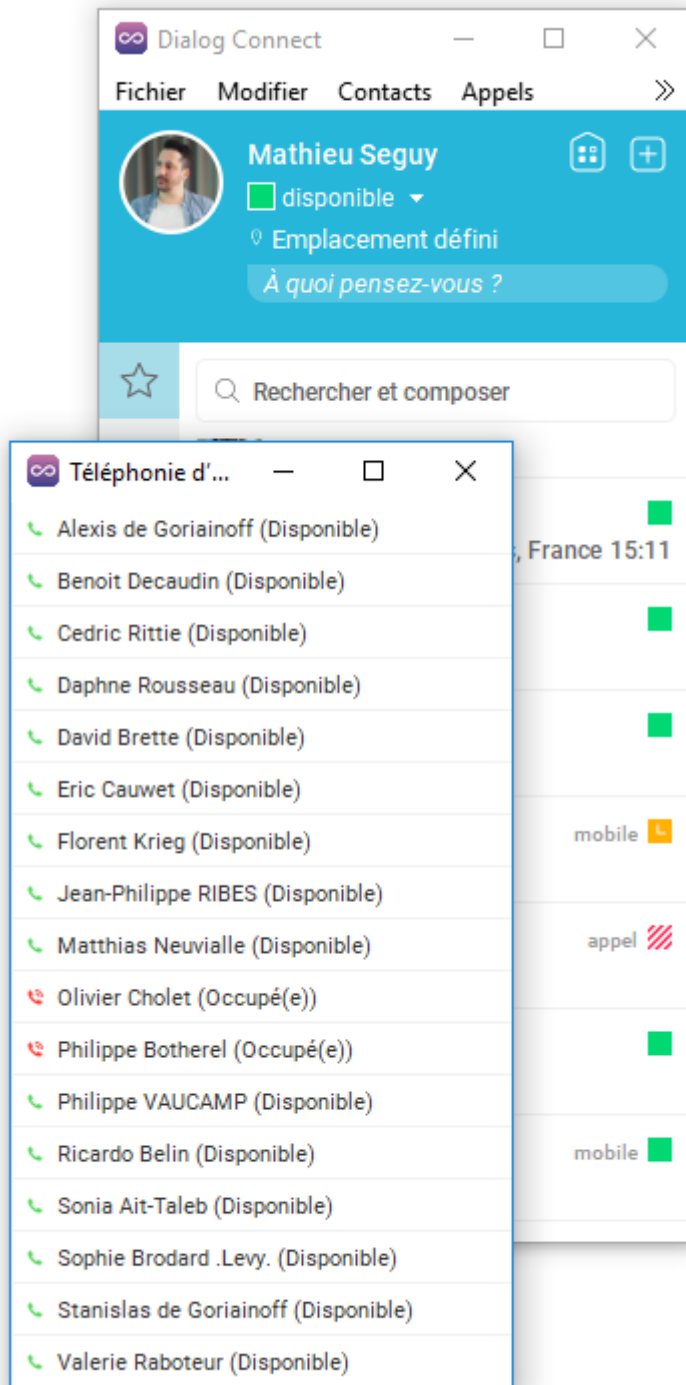 Dialog Connect
Fichier Modifier Contacts Appels
Mathieu Seguy
disponible
Emplacement défini
À quoi pensez-vous ?
Rechercher et composer
, France 15:11
mobile
appel
mobile
Téléphonie d'...
Alexis de Goriainoff (Disponible)
Benoit Decaudin (Disponible)
Cedric Rittie (Disponible)
Daphne Rousseau (Disponible)
David Brette (Disponible)
Eric Cauwet (Disponible)
Florent Krieg (Disponible)
Jean-Philippe RIBES (Disponible)
Matthias Neuvialle (Disponible)
Olivier Cholet (Occupé(e))
Philippe Botherel (Occupé(e))
Philippe VAUCAMP (Disponible)
Ricardo Belin (Disponible)
Sonia Ait-Taleb (Disponible)
Sophie Brodard .Levy. (Disponible)
Stanislas de Goriainoff (Disponible)
Valerie Raboteur (Disponible)